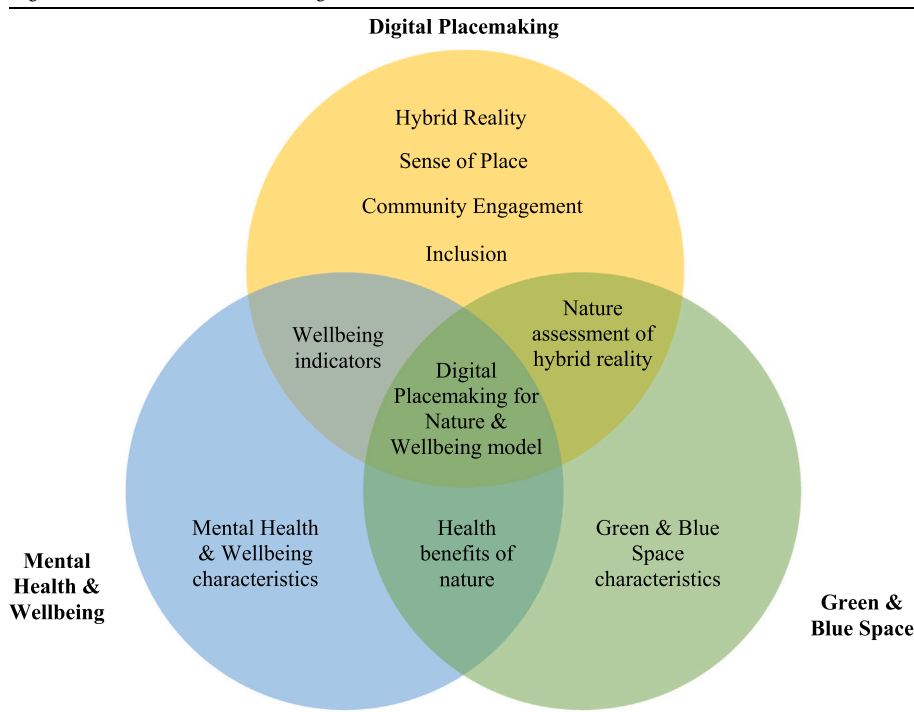 Digital Placemaking
Hybrid Reality
Sense of Place
Community Engagement
Inclusion
Wellbeing
indicators
Nature
assessment of
hybrid reality
Digital
Placemaking for
Nature &
Wellbeing model
Mental Health
& Wellbeing
characteristics
Health
benefits of
nature
Green & Blue
Space
characteristics
Mental
Health &
Wellbeing
Green &
Blue Space